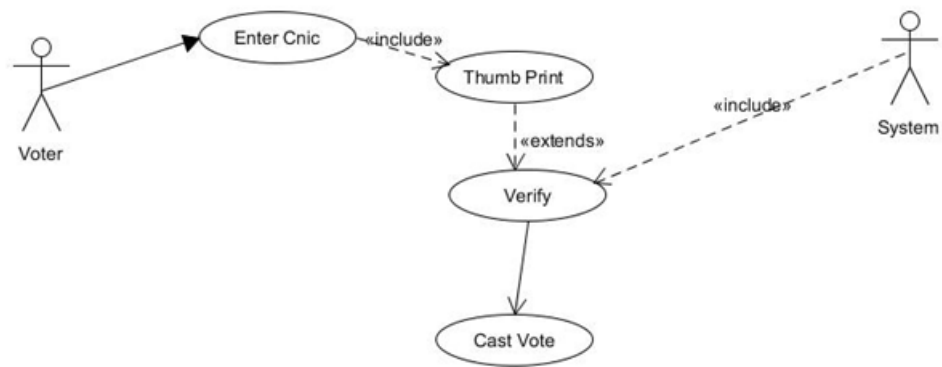 Enter Cnic
«include»
Thumb Print
«include»
Voter
System
«extends»
Verify
Cast Vote